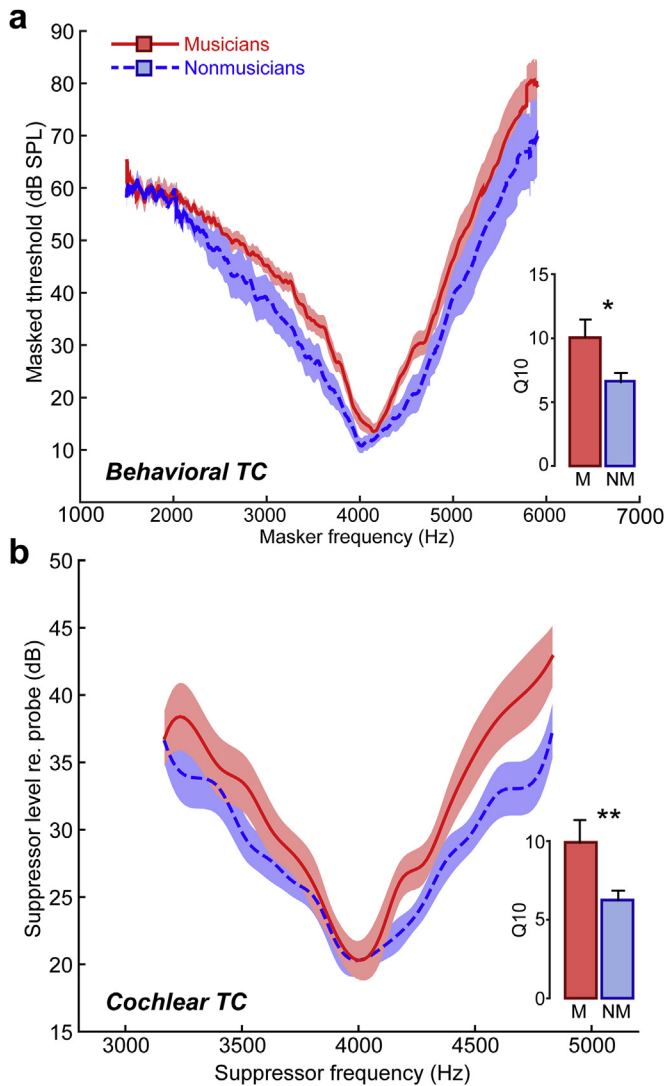 a
90
80
70
60
50
40
30
20
10
Masked threshold (dB SPL)
Musicians
Nonmusicians
15
10
5
0
Q10
*
M NM
Behavioral TC
1000 2000 3000 4000 5000 6000 7000
Masker frequency (Hz)
b
50
45
40
35
30
25
20
15
Suppressor level re. probe (dB)
10
5
0
Q10
**
M NM
Cochlear TC
3000 3500 4000 4500 5000
Suppressor frequency (Hz)